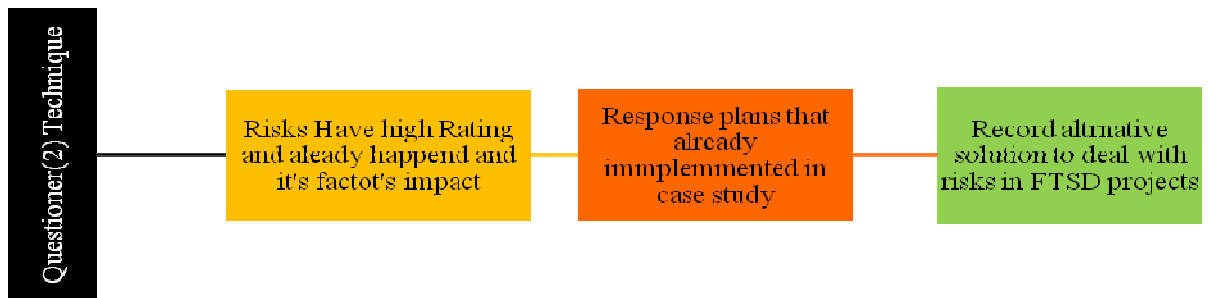 Questioner(2) Technique
Risks Have high Rating
and aleady happend and
it's factot's impact
Response plans that
alrcady
immplemmented in
case study
Record altrnative
solution to deal with
risks in FTSD projects